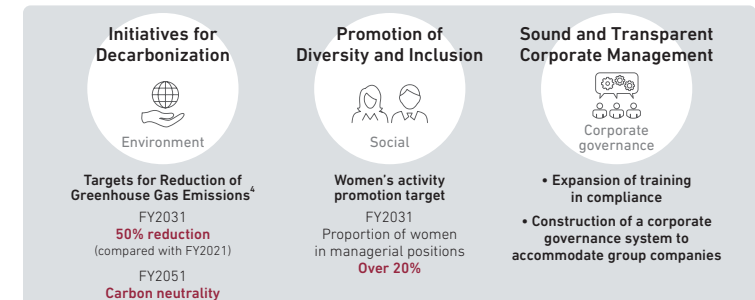 Initiatives for
Decarbonization
Environment
Targets for Reduction of
Greenhouse Gas Emissions4
FY2031
50% reduction
(compared with FY2021)
FY2051
Carbon neutrality
Promotion of
Diversity and Inclusion
Social
Women’s activity
promotion target
FY2031
Proportion of women
in managerial positions
Over 20%
Sound and Transparent
Corporate Management
Corporate
governance
• Expansion of training
in compliance
• Construction of a corporate
governance system to
accommodate group companies